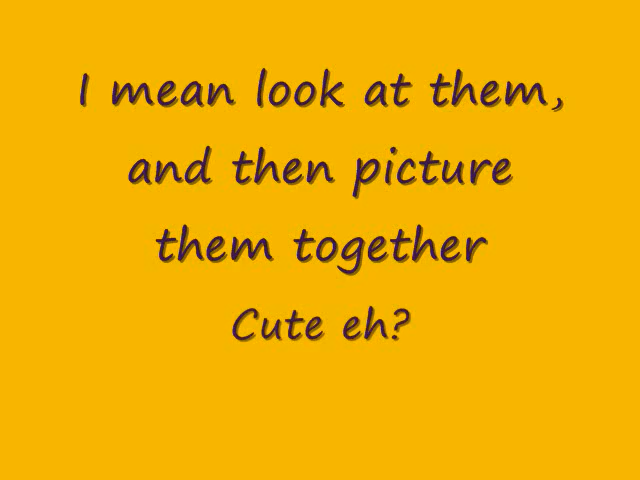 I mean look at them,
and then picture
them together
Cute eh?